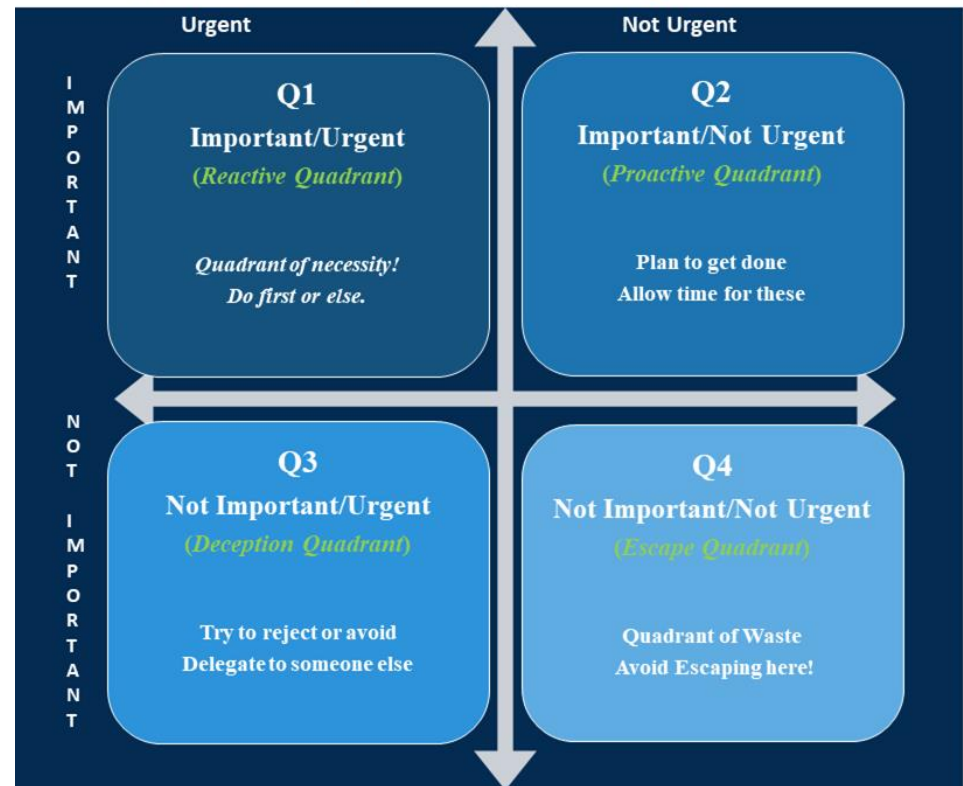 Urgent
Not Urgent
IMPORTANT
Q1
Important/Urgent
(Reactive Quadrant)
Quadrant of necessity!
Do first or else.
Q2
Important/Not Urgent
(Proactive Quadrant)
Plan to get done
Allow time for these
NOT IMPORTANT
Q3
Not Important/Urgent
(Deception Quadrant)
Try to reject or avoid
Delegate to someone else
Q4
Not Important/Not Urgent
(Escape Quadrant)
Quadrant of Waste
Avoid Escaping here!